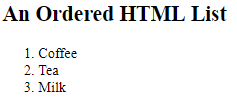 An Ordered HTML List
1. Coffee
2. Tea
3. Milk